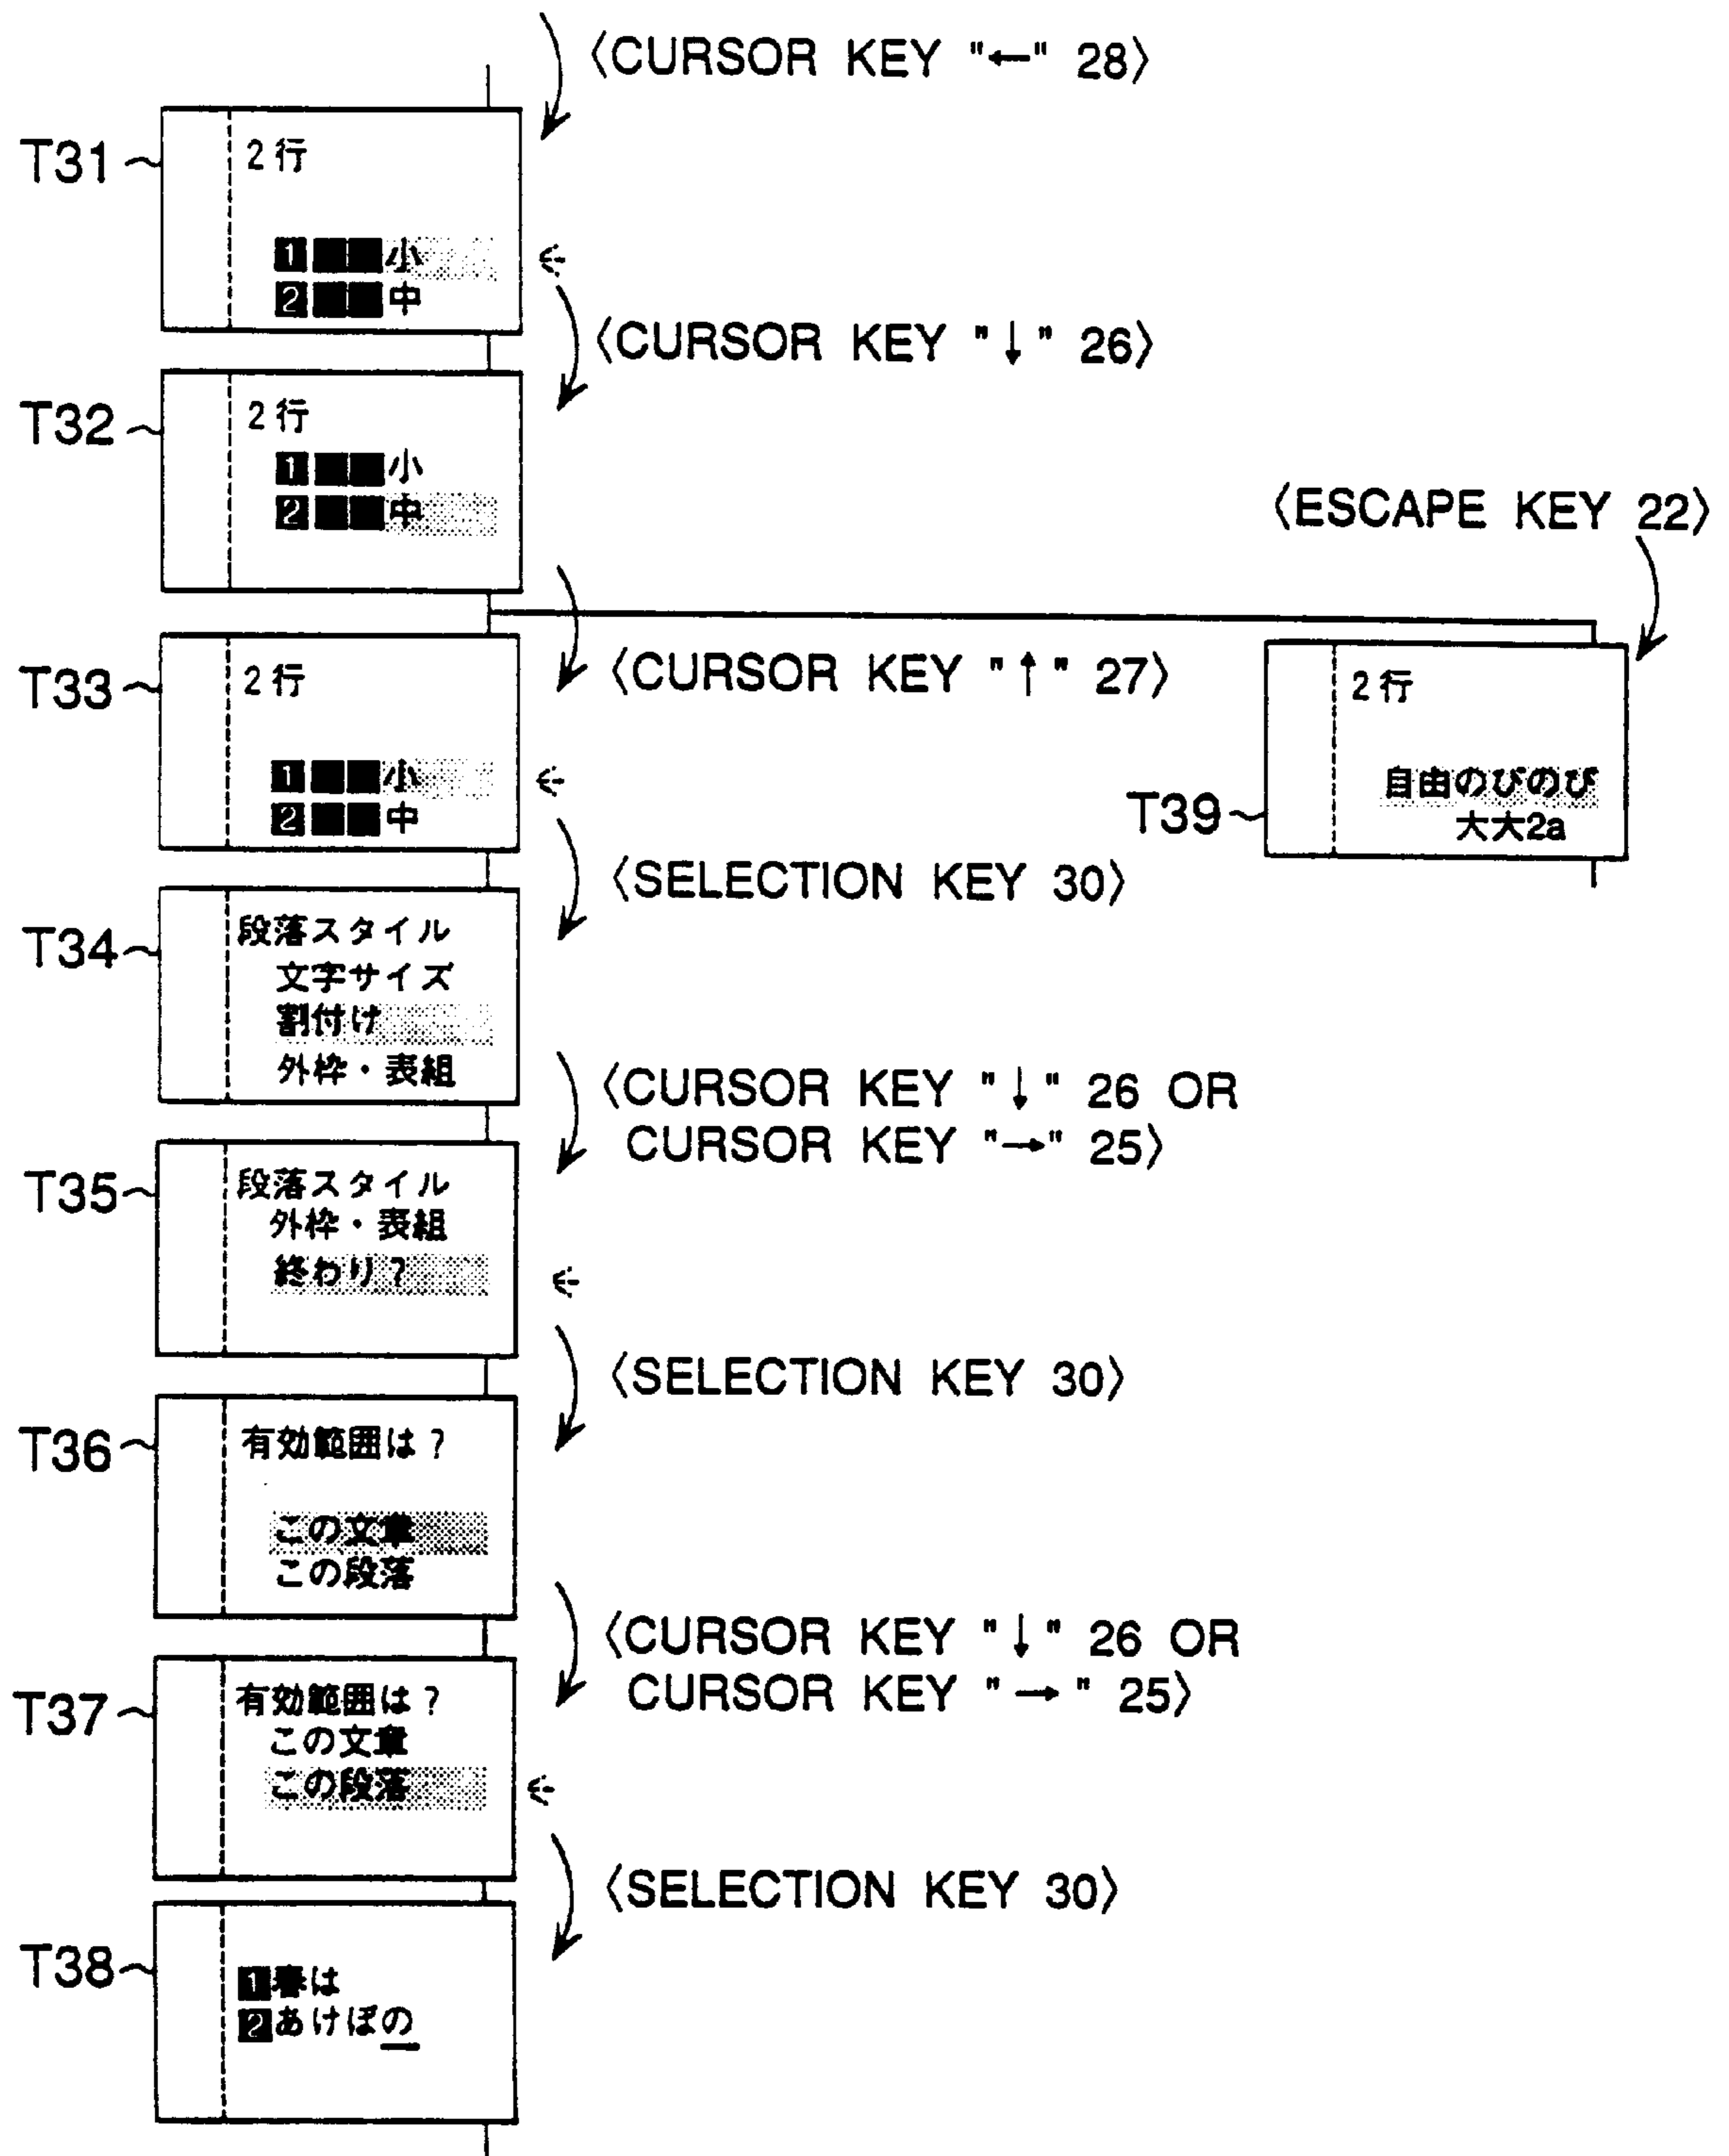 〈CURSOR KEY "←" 28〉
T31
2行
1 ■■小
2 ■■中
〈CURSOR KEY "↓" 26〉
T32
2行
1 ■■小
2 ■■中
〈ESCAPE KEY 22〉
T33
2行
1 ■■小
2 ■■中
〈CURSOR KEY "↑" 27〉
T39
2行
自由のびのび
大大2a
〈SELECTION KEY 30〉
T34
段落スタイル
文字サイズ
割付け
外枠・表組
〈CURSOR KEY "↓" 26 OR
CURSOR KEY "→" 25〉
T35
段落スタイル
外枠・表組
終わり?
〈SELECTION KEY 30〉
T36
有効範囲は?
この文章
この段落
〈CURSOR KEY "↓" 26 OR
CURSOR KEY "→" 25〉
T37
有効範囲は?
この文章
この段落
〈SELECTION KEY 30〉
T38
1春は
2あけぼの